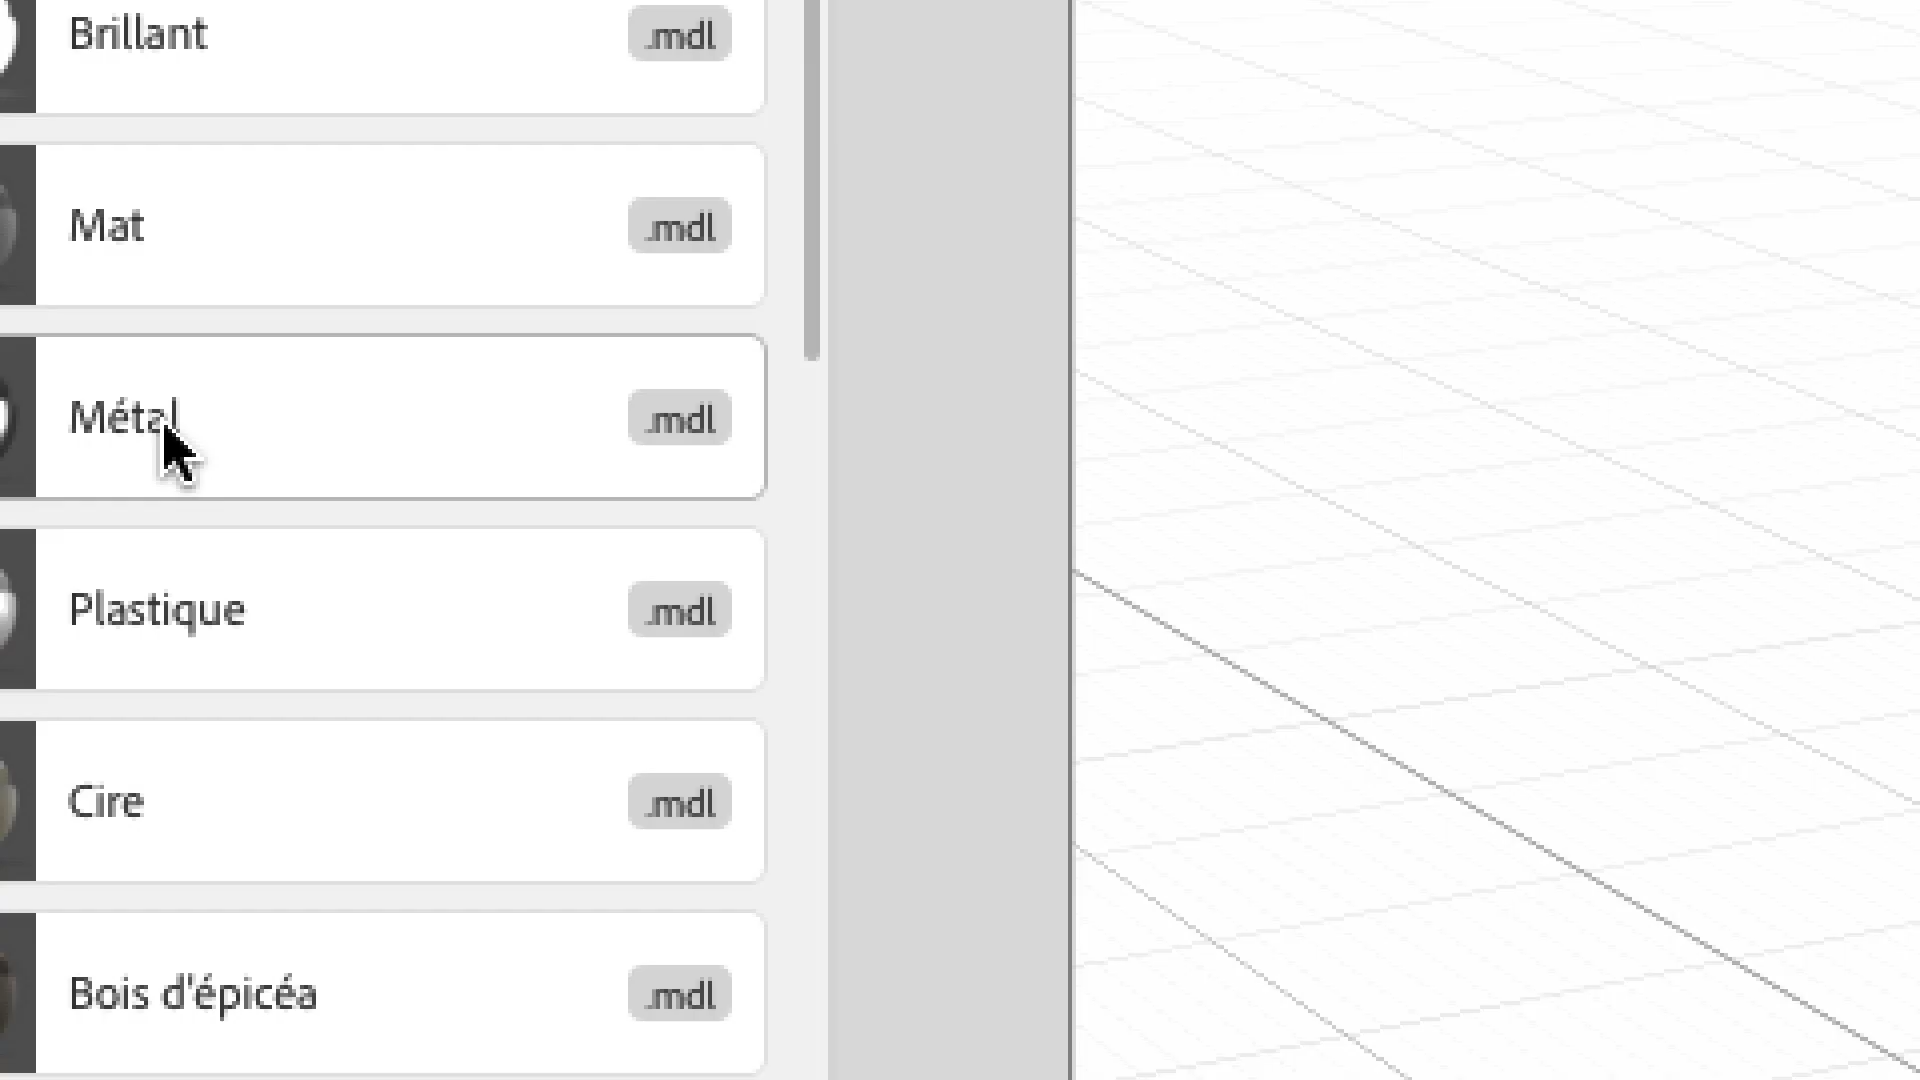 Brillant .mdl
Mat .mdl
Métal .mdl
Plastique .mdl
Cire .mdl
Bois d'épicéa .mdl